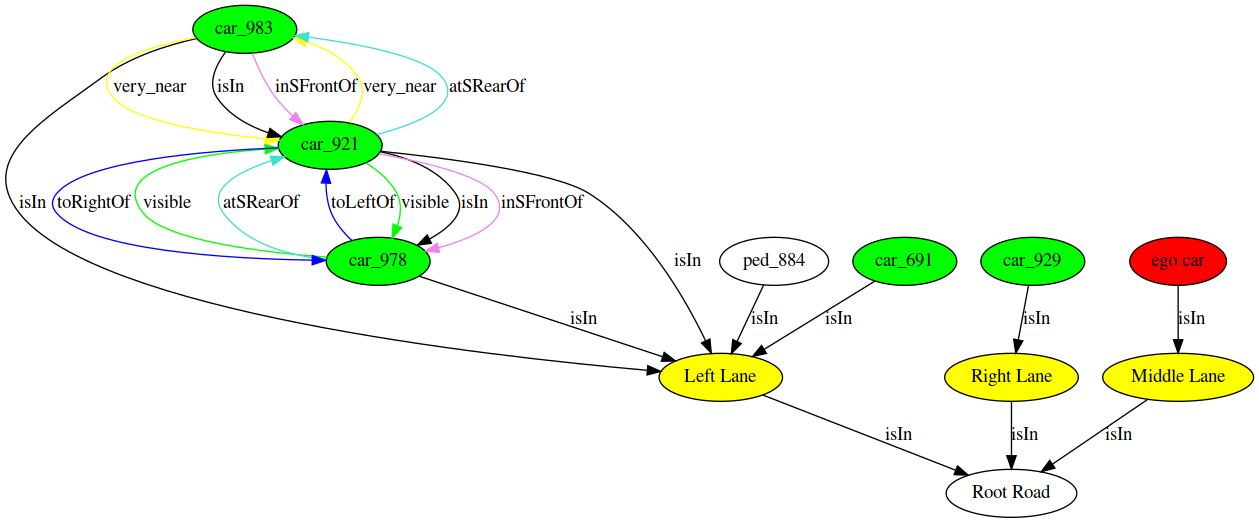 car_983
very_near
isIn
inSFrontOf
very_near
atSRearOf
car_921
isIn
toRightOf
visible
atSRearOf
toLeftOf
visible
isIn
inSFrontOf
car_978
isIn
ped_884
car_691
car_929
ego car
isIn
isIn
isIn
isIn
isIn
Left Lane
Right Lane
Middle Lane
isIn
isIn
isIn
Root Road